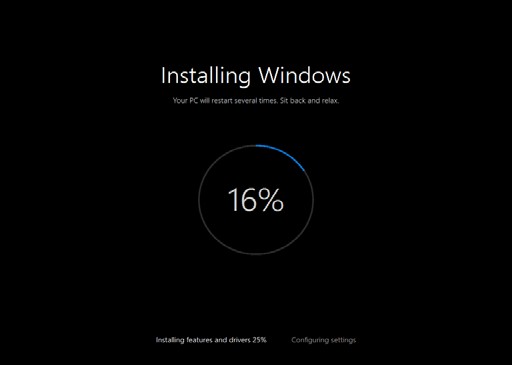 Installing Windows
Your PC will restart several times. Sit back and relax.
16%
Installing features and drivers 25% Configuring settings